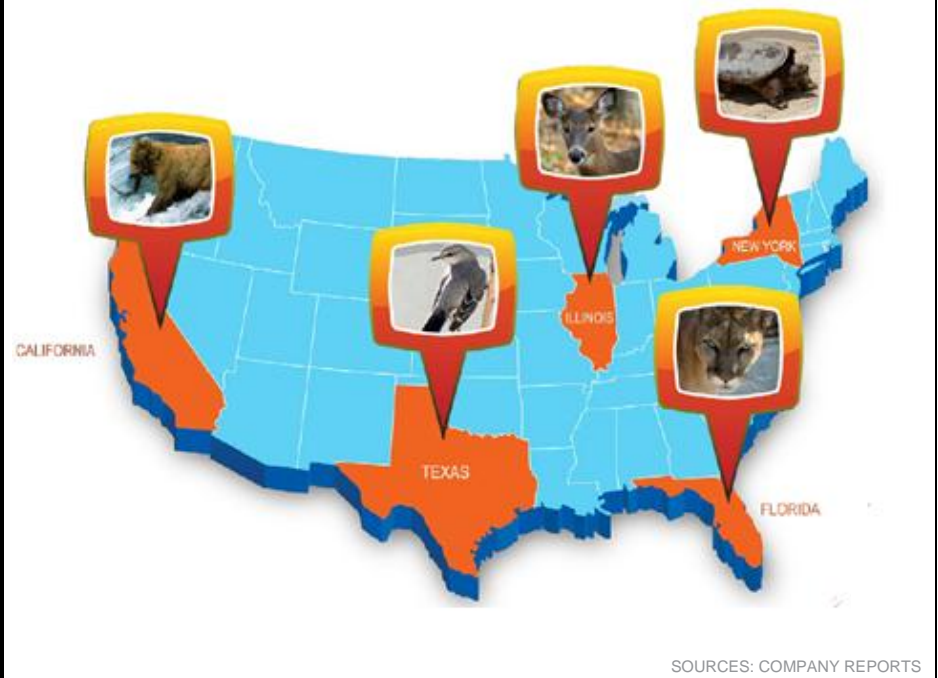 NEW YORK
ILLINOIS
CALIFORNIA
TEXAS
FLORIDA
SOURCES: COMPANY REPORTS